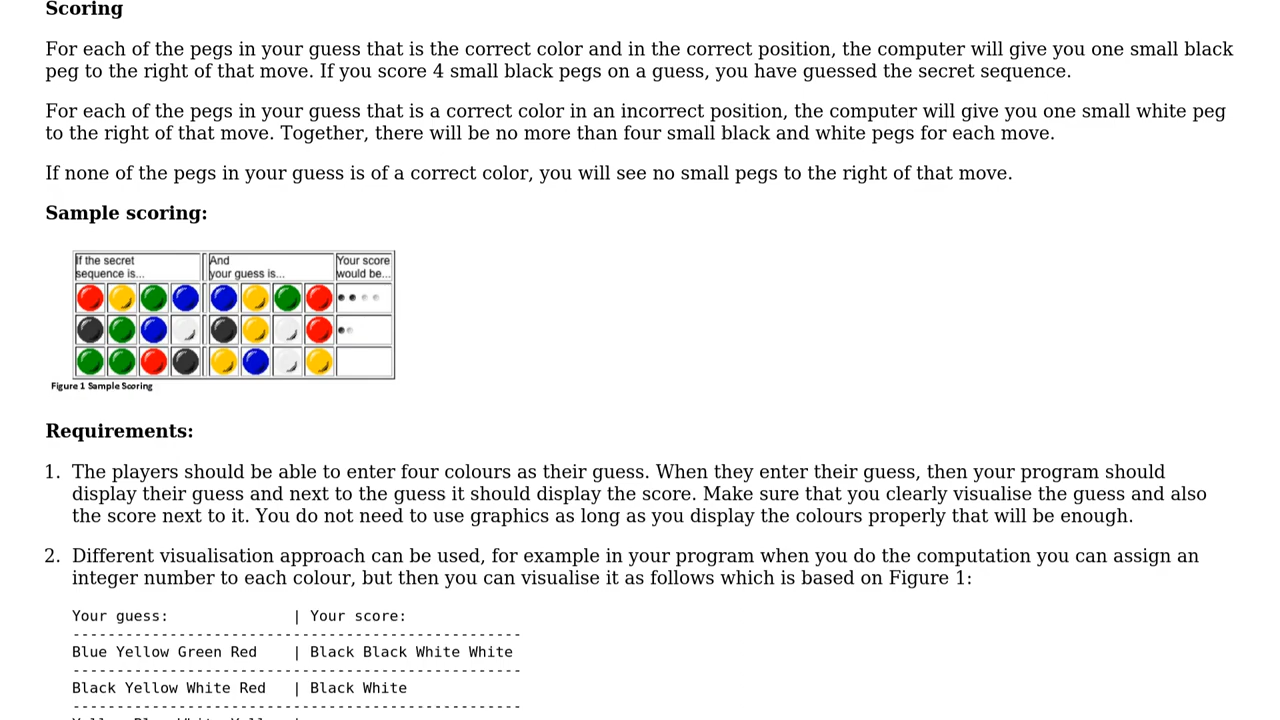 Scoring
For each of the pegs in your guess that is the correct color and in the correct position, the computer will give you one small black
peg to the right of that move. If you score 4 small black pegs on a guess, you have guessed the secret sequence.
For each of the pegs in your guess that is a correct color in an incorrect position, the computer will give you one small white peg
to the right of that move. Together, there will be no more than four small black and white pegs for each move.
If none of the pegs in your guess is of a correct color, you will see no small pegs to the right of that move.
Sample scoring:
If the secret sequence is...
And your guess is...
Your score would be...
Figure 1 Sample Scoring
Requirements:
1. The players should be able to enter four colours as their guess. When they enter their guess, then your program should
display their guess and next to the guess it should display the score. Make sure that you clearly visualise the guess and also
the score next to it. You do not need to use graphics as long as you display the colours properly that will be enough.
2. Different visualisation approach can be used, for example in your program when you do the computation you can assign an
integer number to each colour, but then you can visualise it as follows which is based on Figure 1:
Your guess: | Your score:
---------------------------------------------------
Blue Yellow Green Red | Black Black White White
---------------------------------------------------
Black Yellow White Red | Black White
---------------------------------------------------